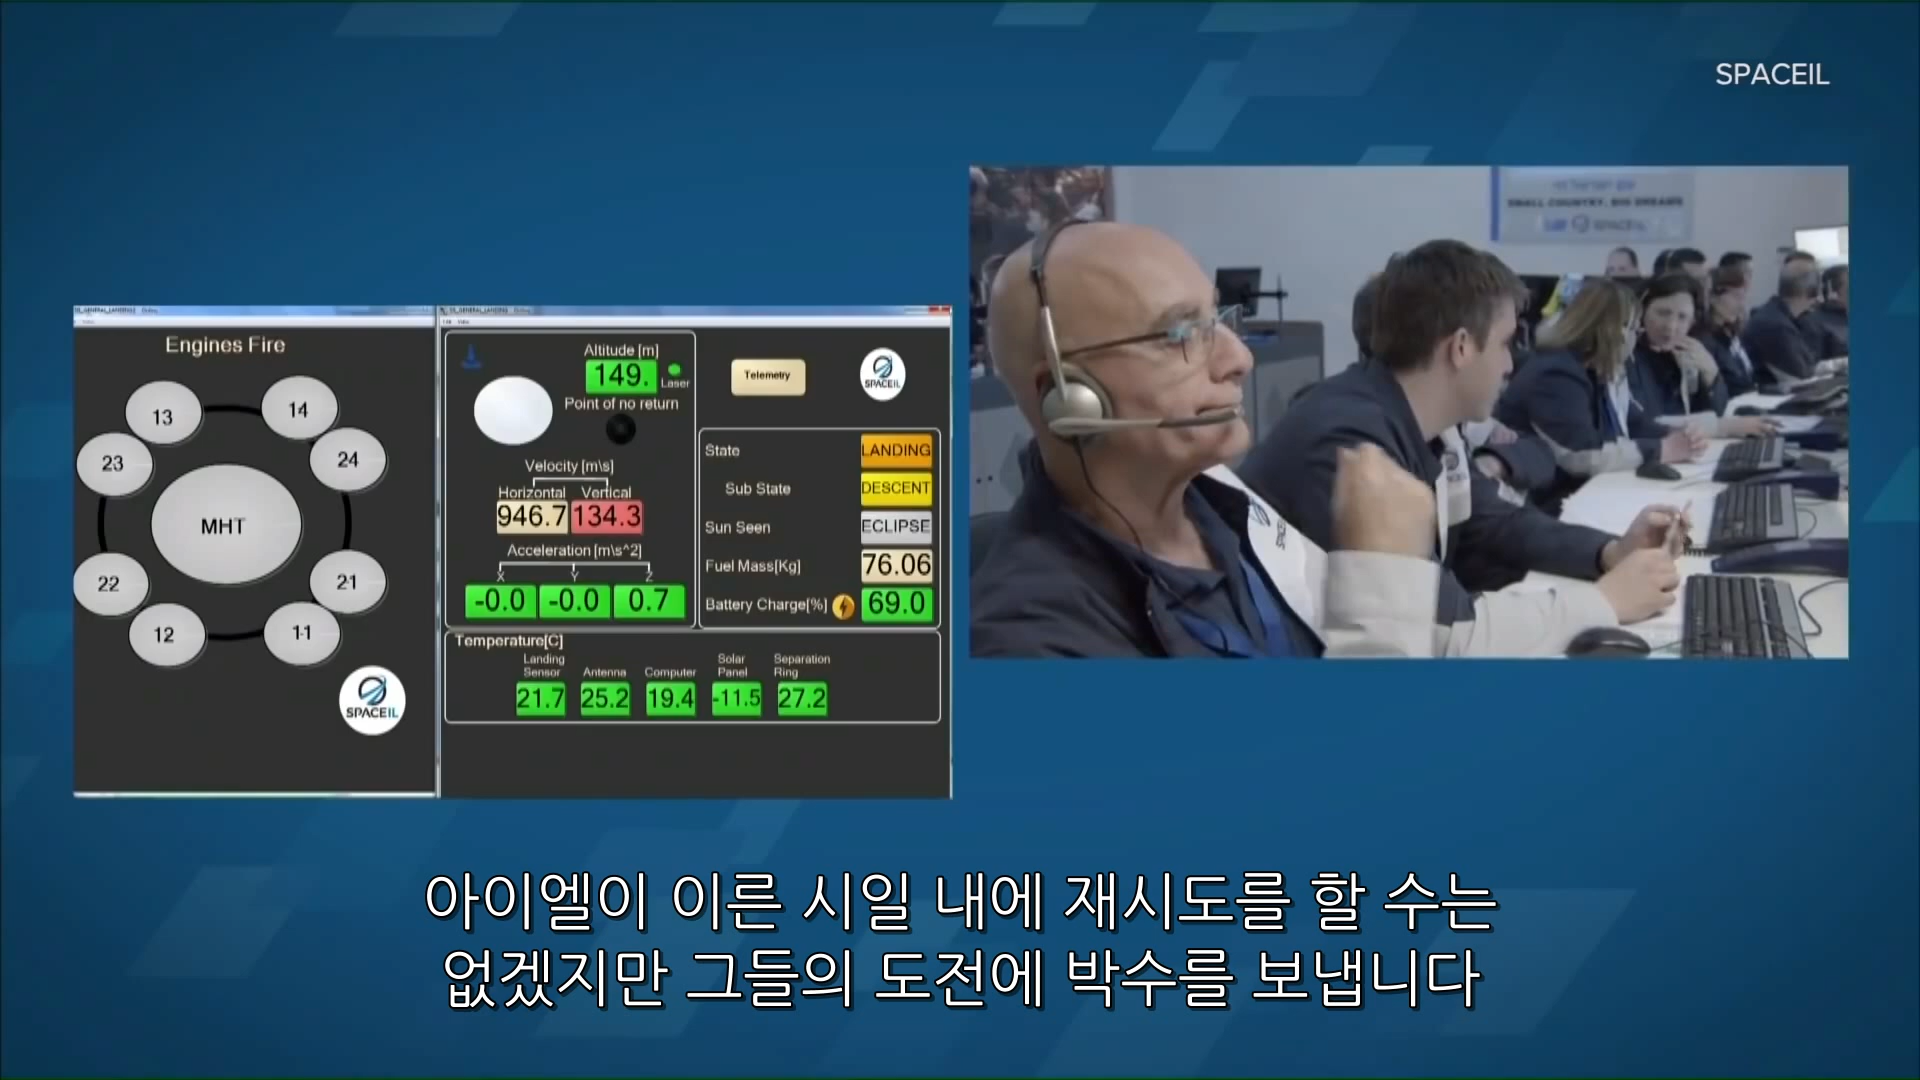 SPACEIL
SMALL COUNTRY, BIG DREAMS
SPACEIL
Engines Fire
13
14
23
24
MHT
22
21
12
11
SPACEIL
Altitude [m]
149.
Laser
Point of no return
Velocity [m\s]
Horizontal Vertical
946.7 134.3
Acceleration [m\s^2]
X Y Z
-0.0 -0.0 0.7
Telemetry
SPACEIL
State LANDING
Sub State DESCENT
Sun Seen ECLIPSE
Fuel Mass[Kg] 76.06
Battery Charge[%] 69.0
Temperature[C]
Landing Sensor Antenna Computer Solar Panel Separation Ring
21.7 25.2 19.4 -11.5 27.2
아이엘이 이른 시일 내에 재시도를 할 수는
없겠지만 그들의 도전에 박수를 보냅니다